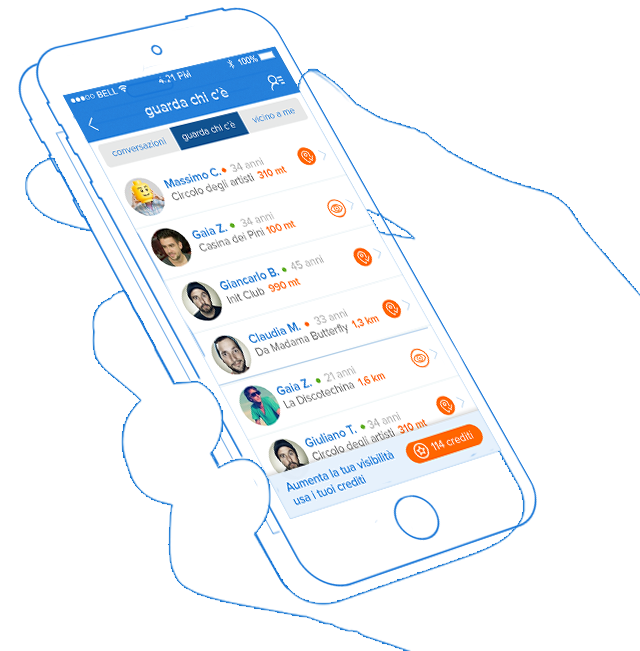 BELL 4.21 PM 100%
guarda chi c'è
conversazioni guarda chi c'è vicino a me
Massimo C. 34 anni
Circolo degli artisti 310 mt
Gaia Z. 34 anni
Casina dei Pini 100 mt
Giancarlo B. 45 anni
Init Club 990 mt
Claudia M. 33 anni
Da Madama Butterfly 1,3 km
Gaia Z. 21 anni
La Discotechina 1,6 km
Giuliano T. 34 anni
Circolo degli artisti 310 mt
Aumenta la tua visibilità
usa i tuoi crediti
114 crediti